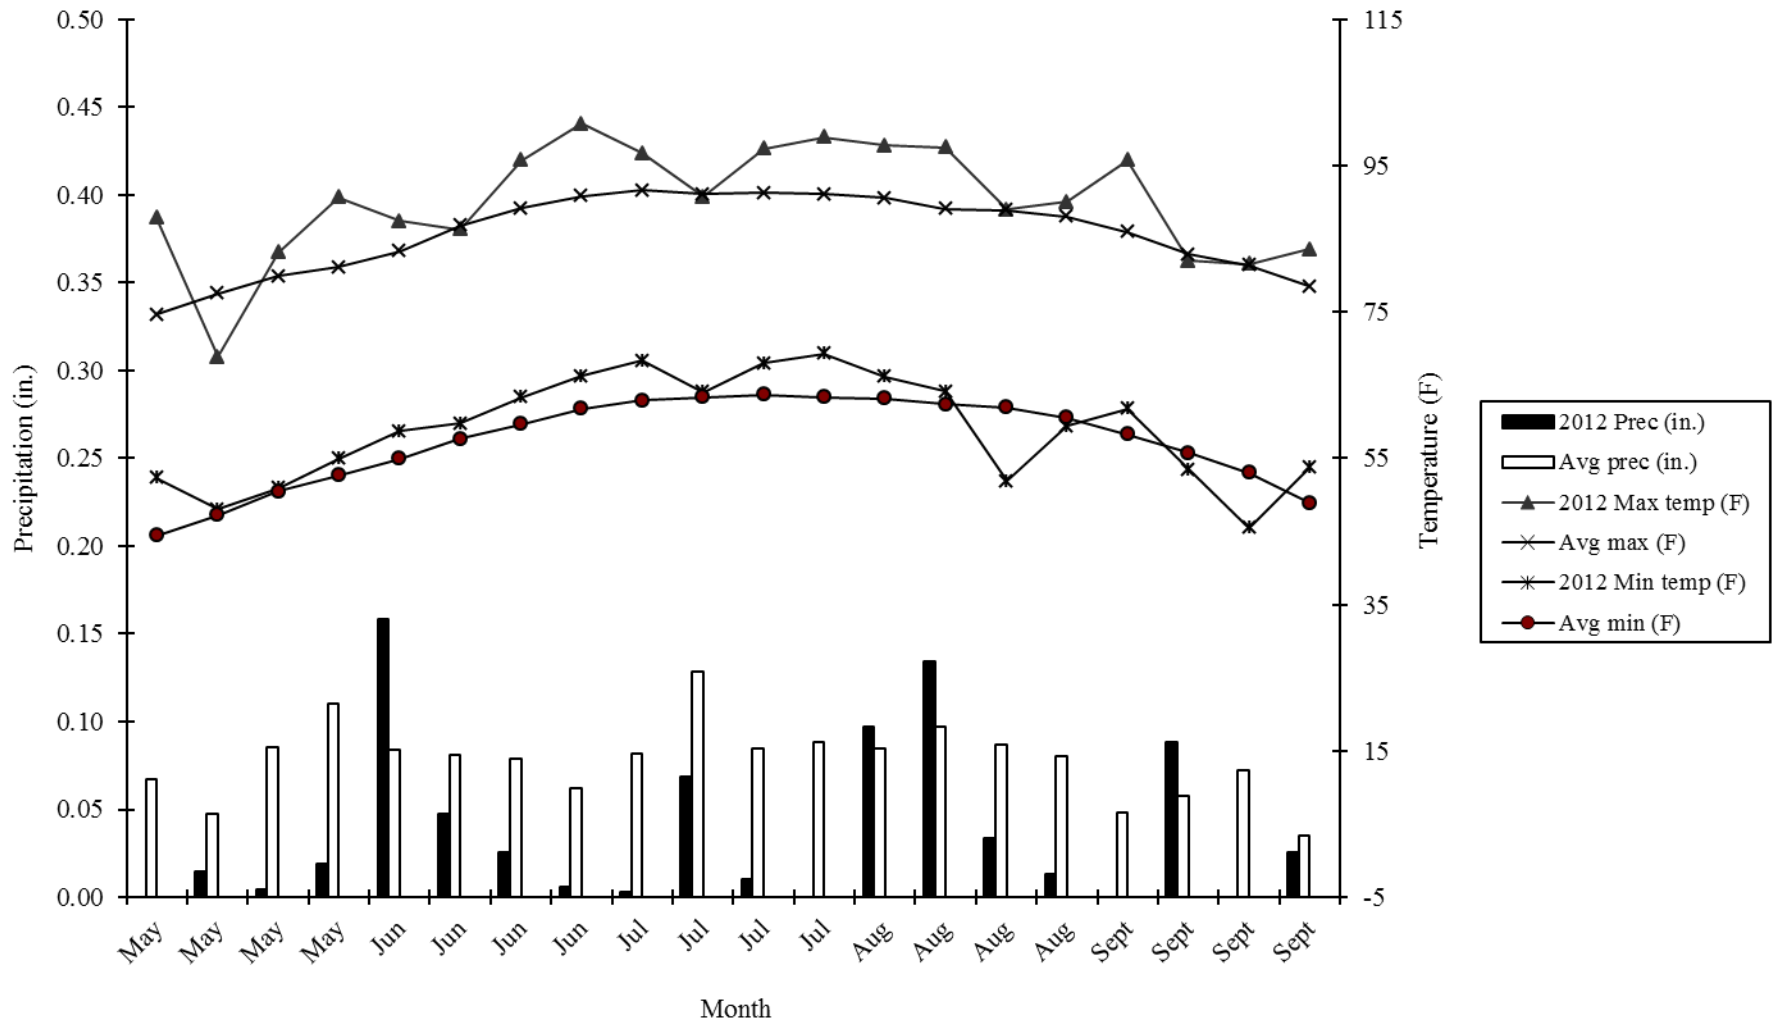 0.50
0.45
0.40
0.35
0.30
0.25
0.20
0.15
0.10
0.05
0.00
Precipitation (in.)
115
95
75
55
35
15
-5
Temperature (F)
May May May May Jun Jun Jun Jun Jul Jul Jul Jul Aug Aug Aug Aug Sept Sept Sept Sept
Month
2012 Prec (in.)
Avg prec (in.)
2012 Max temp (F)
Avg max (F)
2012 Min temp (F)
Avg min (F)